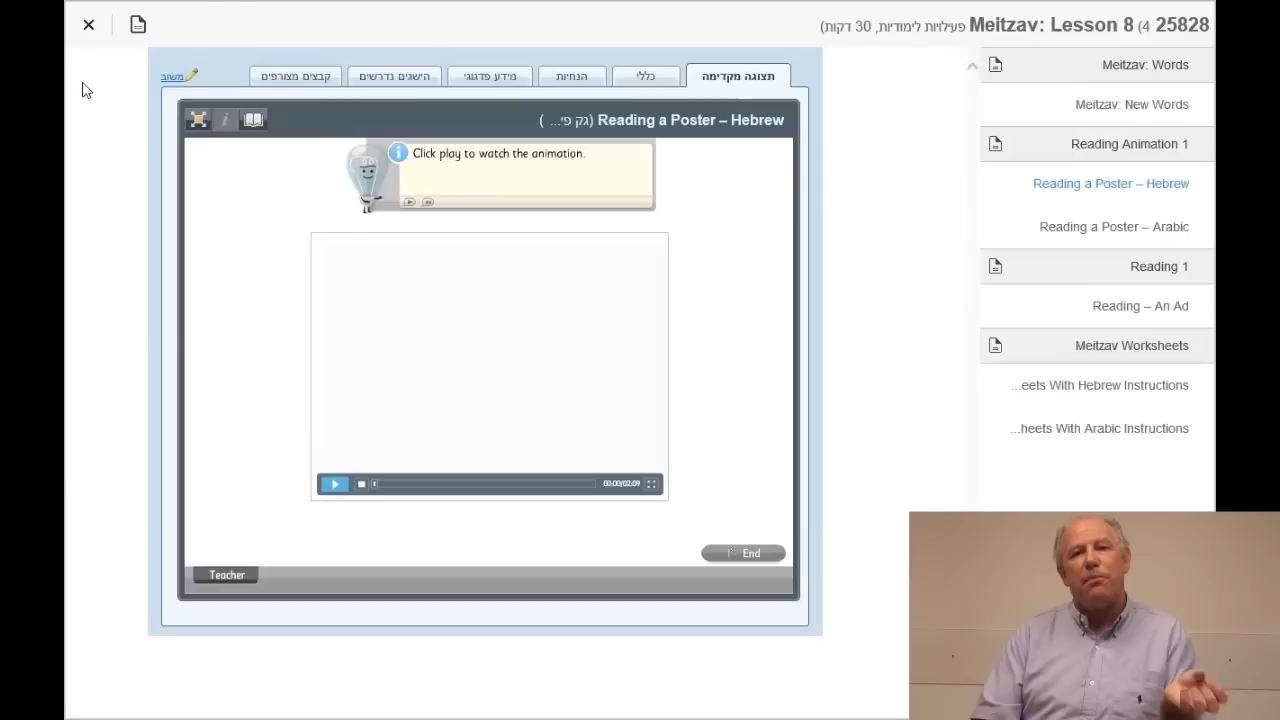 25828 Meitzav: Lesson 8 (4 פעילויות לימודיות, 30 דקות)
תצוגה מקדימה
כללי
הנחיות
מידע פדגוגי
הישגים נדרשים
קבצים מצורפים
משוב
Reading a Poster – Hebrew (גק פי... )
Click play to watch the animation.
00:00/02:09
End
Teacher
Meitzav: Words
Meitzav: New Words
Reading Animation 1
Reading a Poster – Hebrew
Reading a Poster – Arabic
Reading 1
Reading – An Ad
Meitzav Worksheets
...eets With Hebrew Instructions
...heets With Arabic Instructions